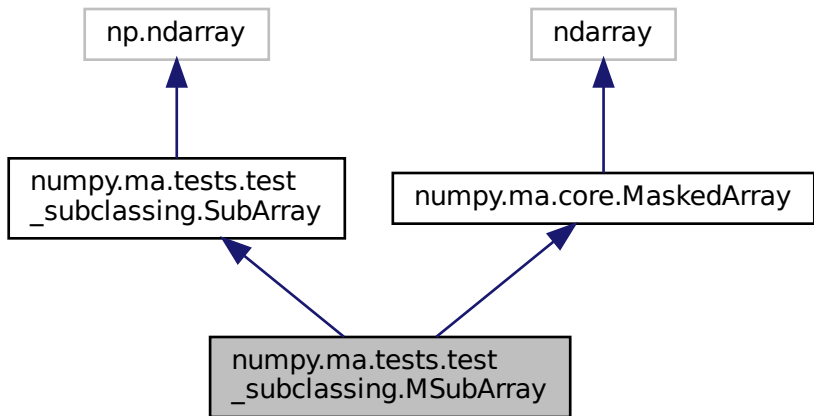 np.ndarray
ndarray
numpy.ma.tests.test
_subclassing.SubArray
numpy.ma.core.MaskedArray
numpy.ma.tests.test
_subclassing.MSubArray